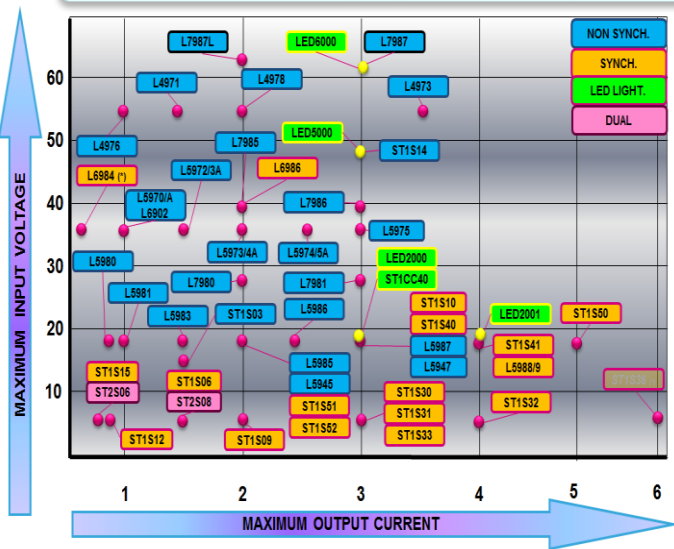 L7987L
LED6000
L7987
NON SYNCH.
SYNCH.
LED LIGHT.
DUAL
60
L4971
L4978
L4973
50
L4976
L7985
LED5000
ST1S14
L6984 (*)
L5972/3A
L6986
40
L5970/A
L6902
L7986
L5975
L5980
L5973/4A
L5974/5A
30
L5981
L7980
L7981
LED2000
ST1CC40
L5983
ST1S03
L5986
ST1S10
ST1S40
LED2001
ST1S50
20
L5987
L5947
ST1S41
L5988/9
ST1S15
ST2S06
ST1S06
ST2S08
L5985
L5945
ST1S51
ST1S52
ST1S30
ST1S31
ST1S33
ST1S32
10
ST1S12
ST1S09
1
2
3
4
5
6
MAXIMUM INPUT VOLTAGE
MAXIMUM OUTPUT CURRENT